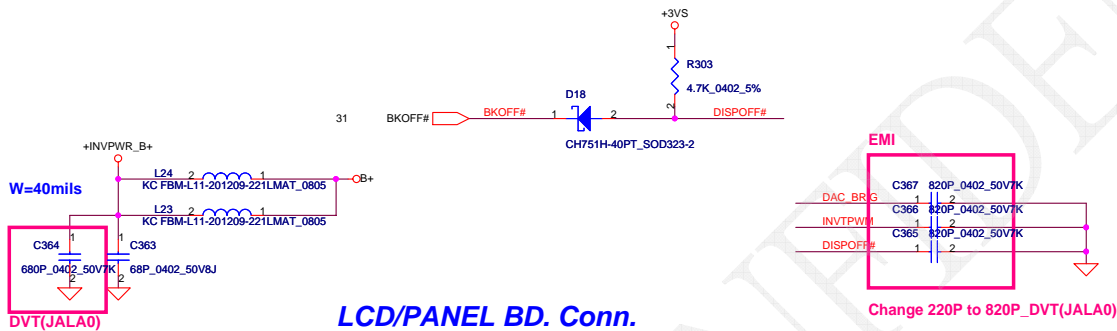 +3VS
1
R303
4.7K_0402_5%
2
D18
31
BKOFF#
BKOFF#
1
2
DISPOFF#
CH751H-40PT_SOD323-2
+INVPWR_B+
W=40mils
L24
2
1
KC FBM-L11-201209-221LMAT_0805
B+
L23
2
1
KC FBM-L11-201209-221LMAT_0805
1
1
C364
C363
680P_0402_50V7K
68P_0402_50V8J
2
2
DVT(JALA0)
EMI
C367 820P_0402_50V7K
DAC_BRIG
1
2
C366 820P_0402_50V7K
INVTPWM
1
2
C365 820P_0402_50V7K
DISPOFF#
1
2
Change 220P to 820P_DVT(JALA0)
LCD/PANEL BD. Conn.